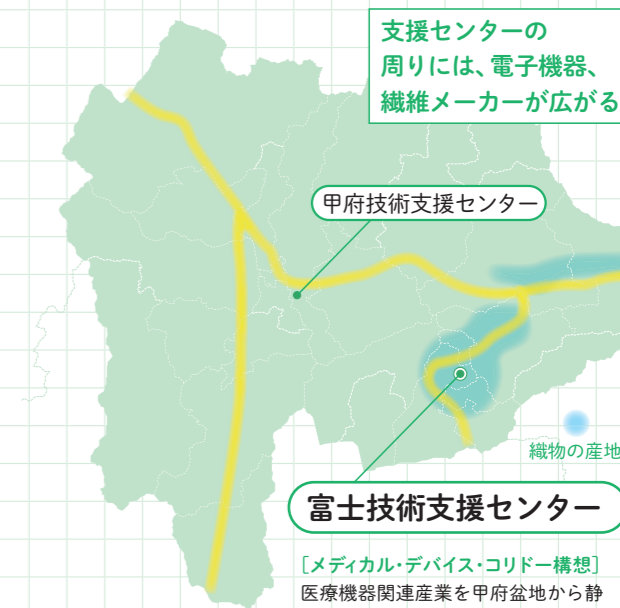 支援センターの
周りには、電子機器、
繊維メーカーが広がる
甲府技術支援センター
織物の産地
富士技術支援センター
[メディカル・デバイス・コリドー構想]
医療機器関連産業を甲府盆地から静